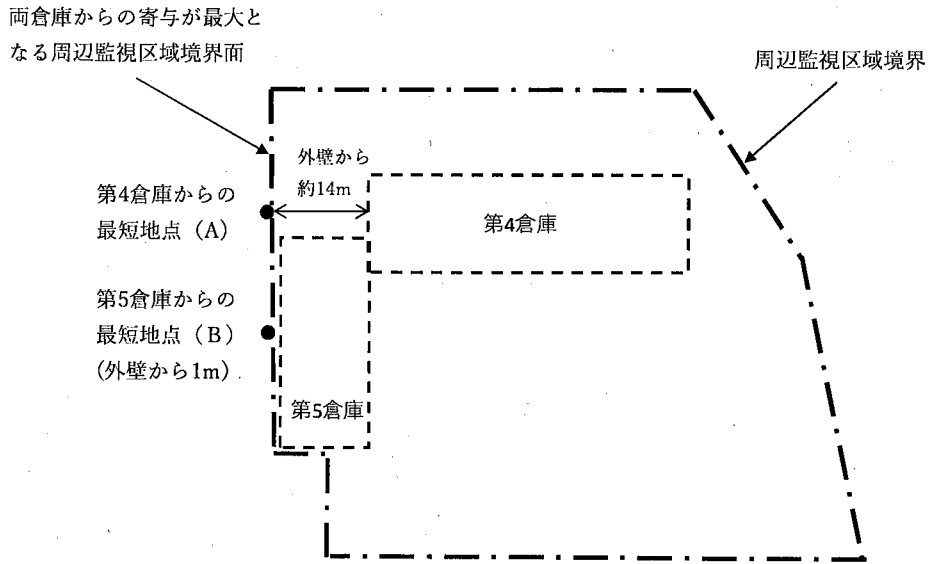 両倉庫からの寄与が最大と
なる周辺監視区域境界面
周辺監視区域境界
外壁から
約14m
第4倉庫からの
最短地点（A）
第4倉庫
第5倉庫からの
最短地点（B）
(外壁から1m)
第5倉庫